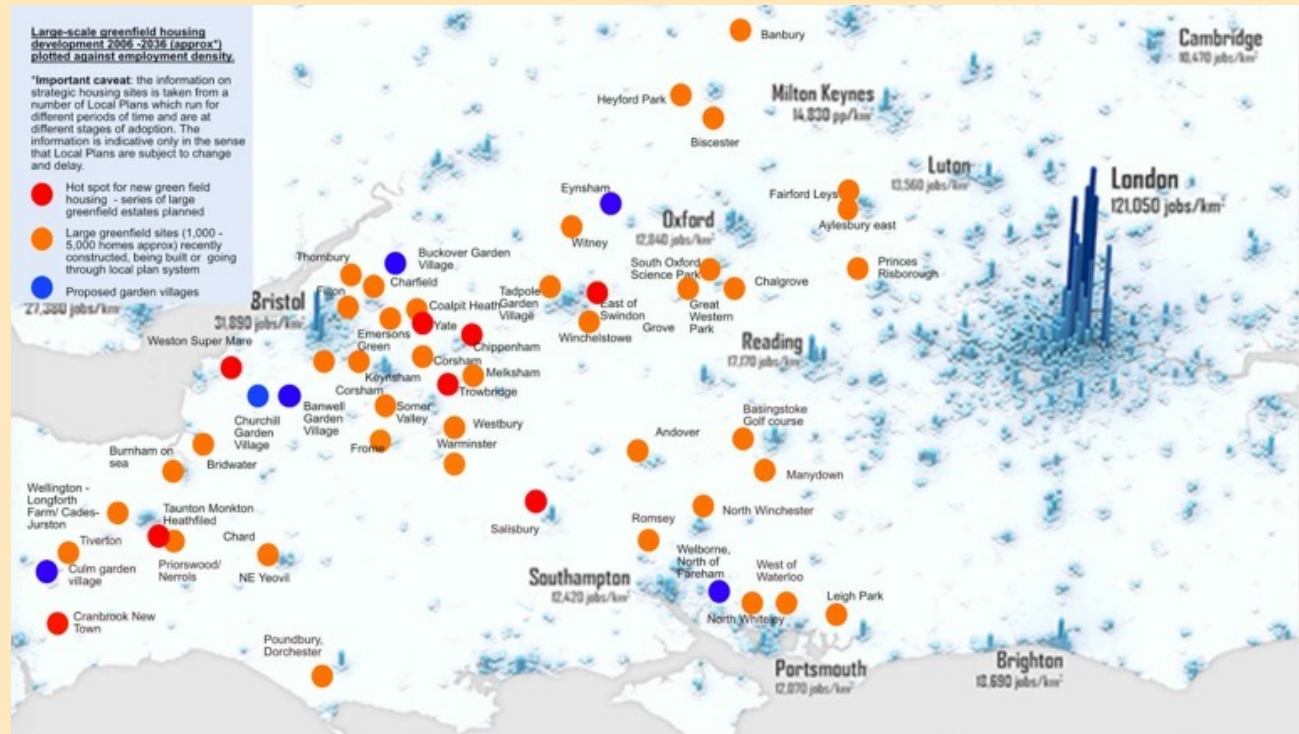 Large-scale greenfield housing
development 2006 -2036 (approx*)
plotted against employment density.
*Important caveat: the information on
strategic housing sites is taken from a
number of Local Plans which run for
different periods of time and are at
different stages of adoption. The
information is indicative only in the sense
that Local Plans are subject to change
and delay.
Hot spot for new green field
housing - series of large
greenfield estates planned
Large greenfield sites (1,000 -
5,000 homes approx) recently
constructed, being built or going
through local plan system
Proposed garden villages
Banbury
Cambridge
10,470 jobs/km²
Heyford Park
Milton Keynes
14,830 pp/km²
Biscester
Luton
13,560 jobs/km²
London
121,050 jobs/km²
Eynsham
Fairford Leys
Aylesbury east
Oxford
12,840 jobs/km²
Witney
Thornbury
Buckover Garden
Village
Charfield
South Oxford
Science Park
Chalgrove
Princes
Risborough
Tadpole
Garden
Village
East of
Swindon
Great
Western
Park
Grove
Winchelstowe
27,380 jobs/km²
Bristol
31,890 jobs/km²
Coalpit Heath
Yate
Emersons
Green
Chippenham
Reading
17,170 jobs/km²
Weston Super Mare
Corsham
Keynsham
Melksham
Corsham
Trowbridge
Churchill
Garden
Village
Banwell
Garden
Village
Somer
Valley
Westbury
Basingstoke
Golf course
Andover
Frome
Warminster
Burnham on
sea
Bridwater
Manydown
Wellington -
Longforth
Farm/ Cades-
Jurston
Taunton Monkton
Heathfiled
Salisbury
North Winchester
Romsey
Tiverton
Chard
Culm garden
village
Priorswood/
Nerrols
NE Yeovil
Welborne,
North of
Fareham
West of
Waterloo
Southampton
12,420 jobs/km²
Leigh Park
North Whiteley
Cranbrook New
Town
Poundbury,
Dorchester
Portsmouth
12,070 jobs/km²
Brighton
18,690 jobs/km²